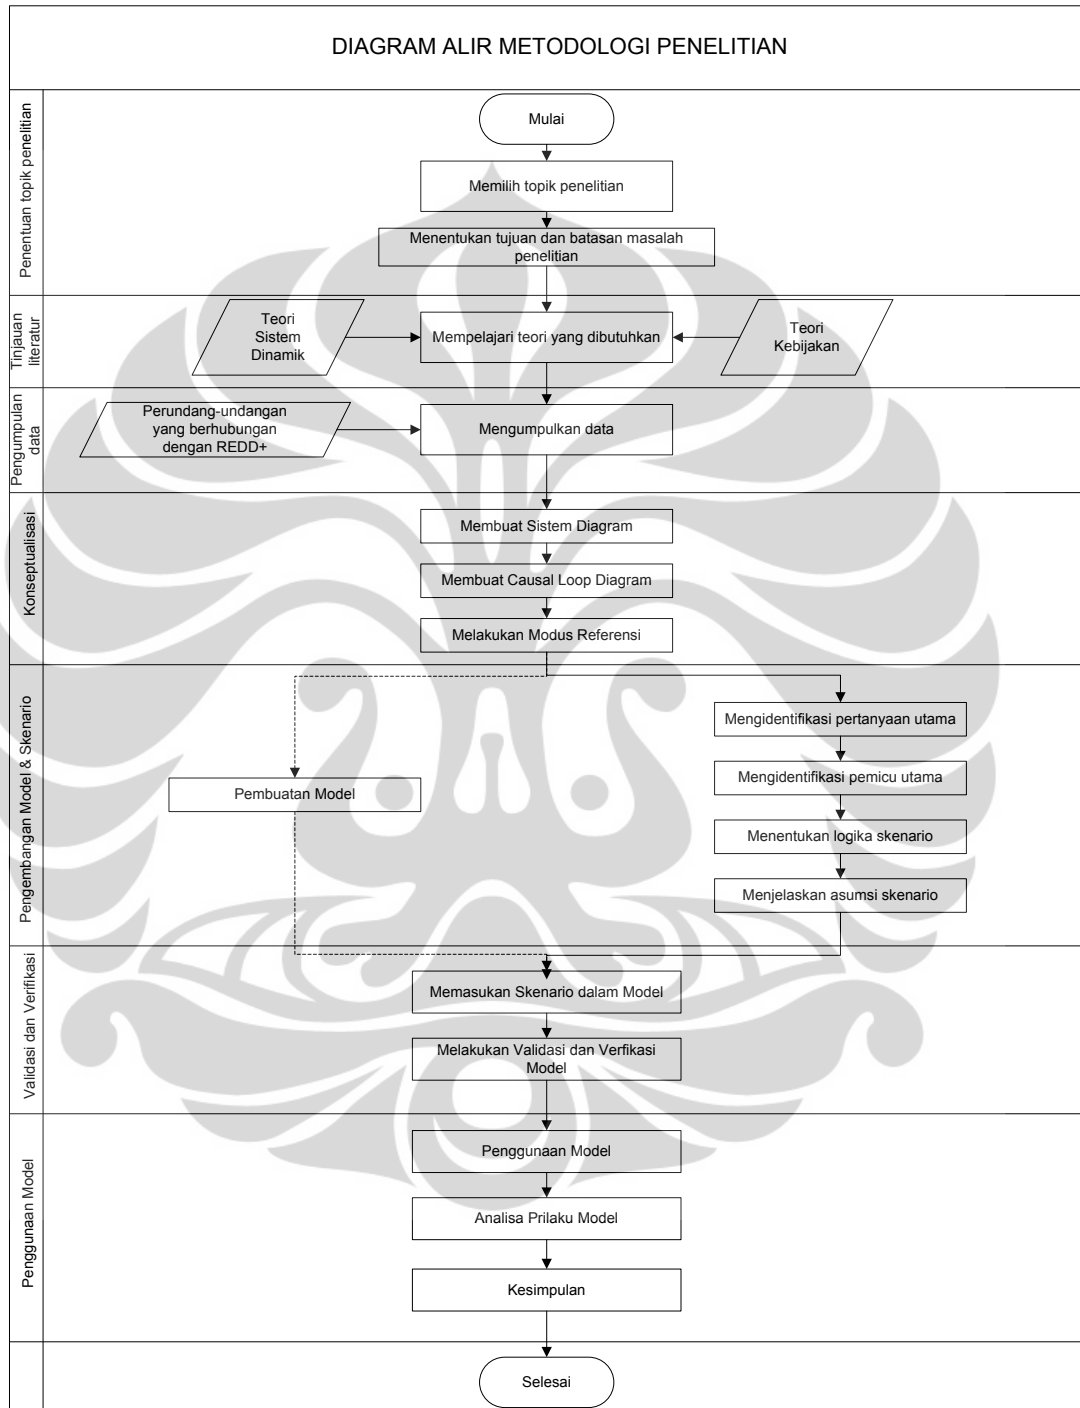 DIAGRAM ALIR METODOLOGI PENELITIAN
Penentuan topik penelitian
Mulai
Memilih topik penelitian
Menentukan tujuan dan batasan masalah
penelitian
Tinjauan
literatur
Teori
Sistem
Dinamik
Mempelajari teori yang dibutuhkan
Teori
Kebijakan
Pengumpulan
data
Perundang-undangan
yang berhubungan
dengan REDD+
Mengumpulkan data
Konseptualisasi
Membuat Sistem Diagram
Membuat Causal Loop Diagram
Melakukan Modus Referensi
Pengembangan Model & Skenario
Pembuatan Model
Mengidentifikasi pertanyaan utama
Mengidentifikasi pemicu utama
Menentukan logika skenario
Menjelaskan asumsi skenario
Validasi dan Verifikasi
Memasukan Skenario dalam Model
Melakukan Validasi dan Verfikasi
Model
Penggunaan Model
Penggunaan Model
Analisa Prilaku Model
Kesimpulan
Selesai